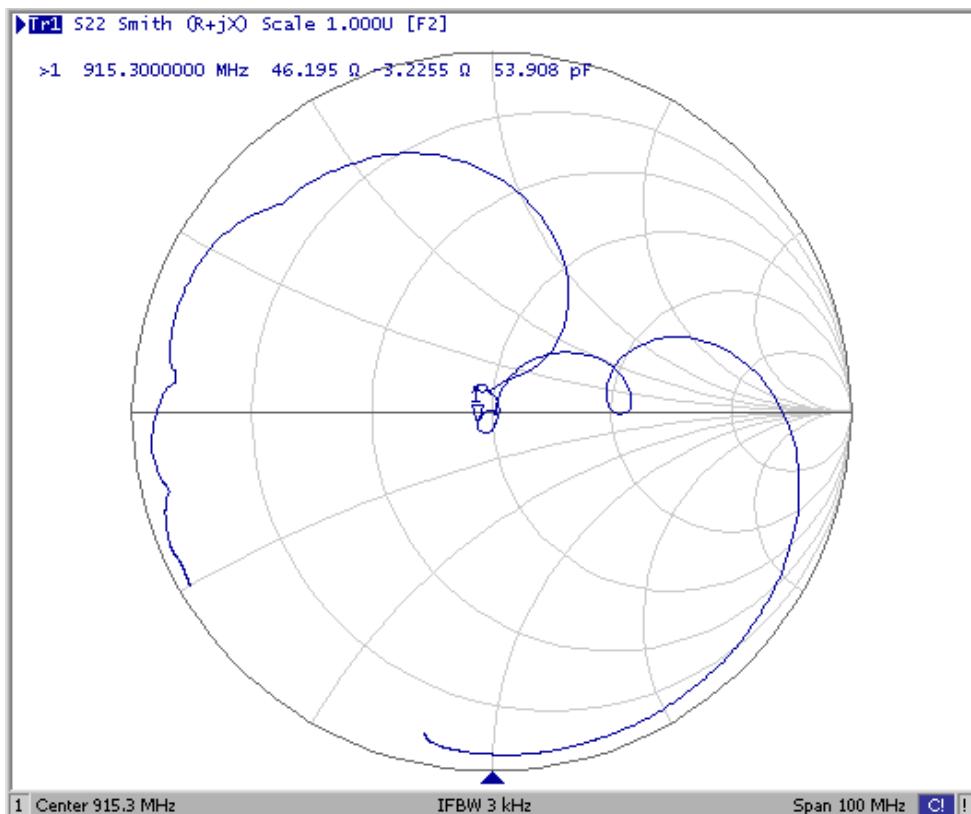 ▶Tr1 S22 Smith (R+jX) Scale 1.000U [F2]
>1 915.3000000 MHz 46.195 Ω -3.2255 Ω 53.908 pF
1
1 Center 915.3 MHz IFBW 3 kHz Span 100 MHz C! !